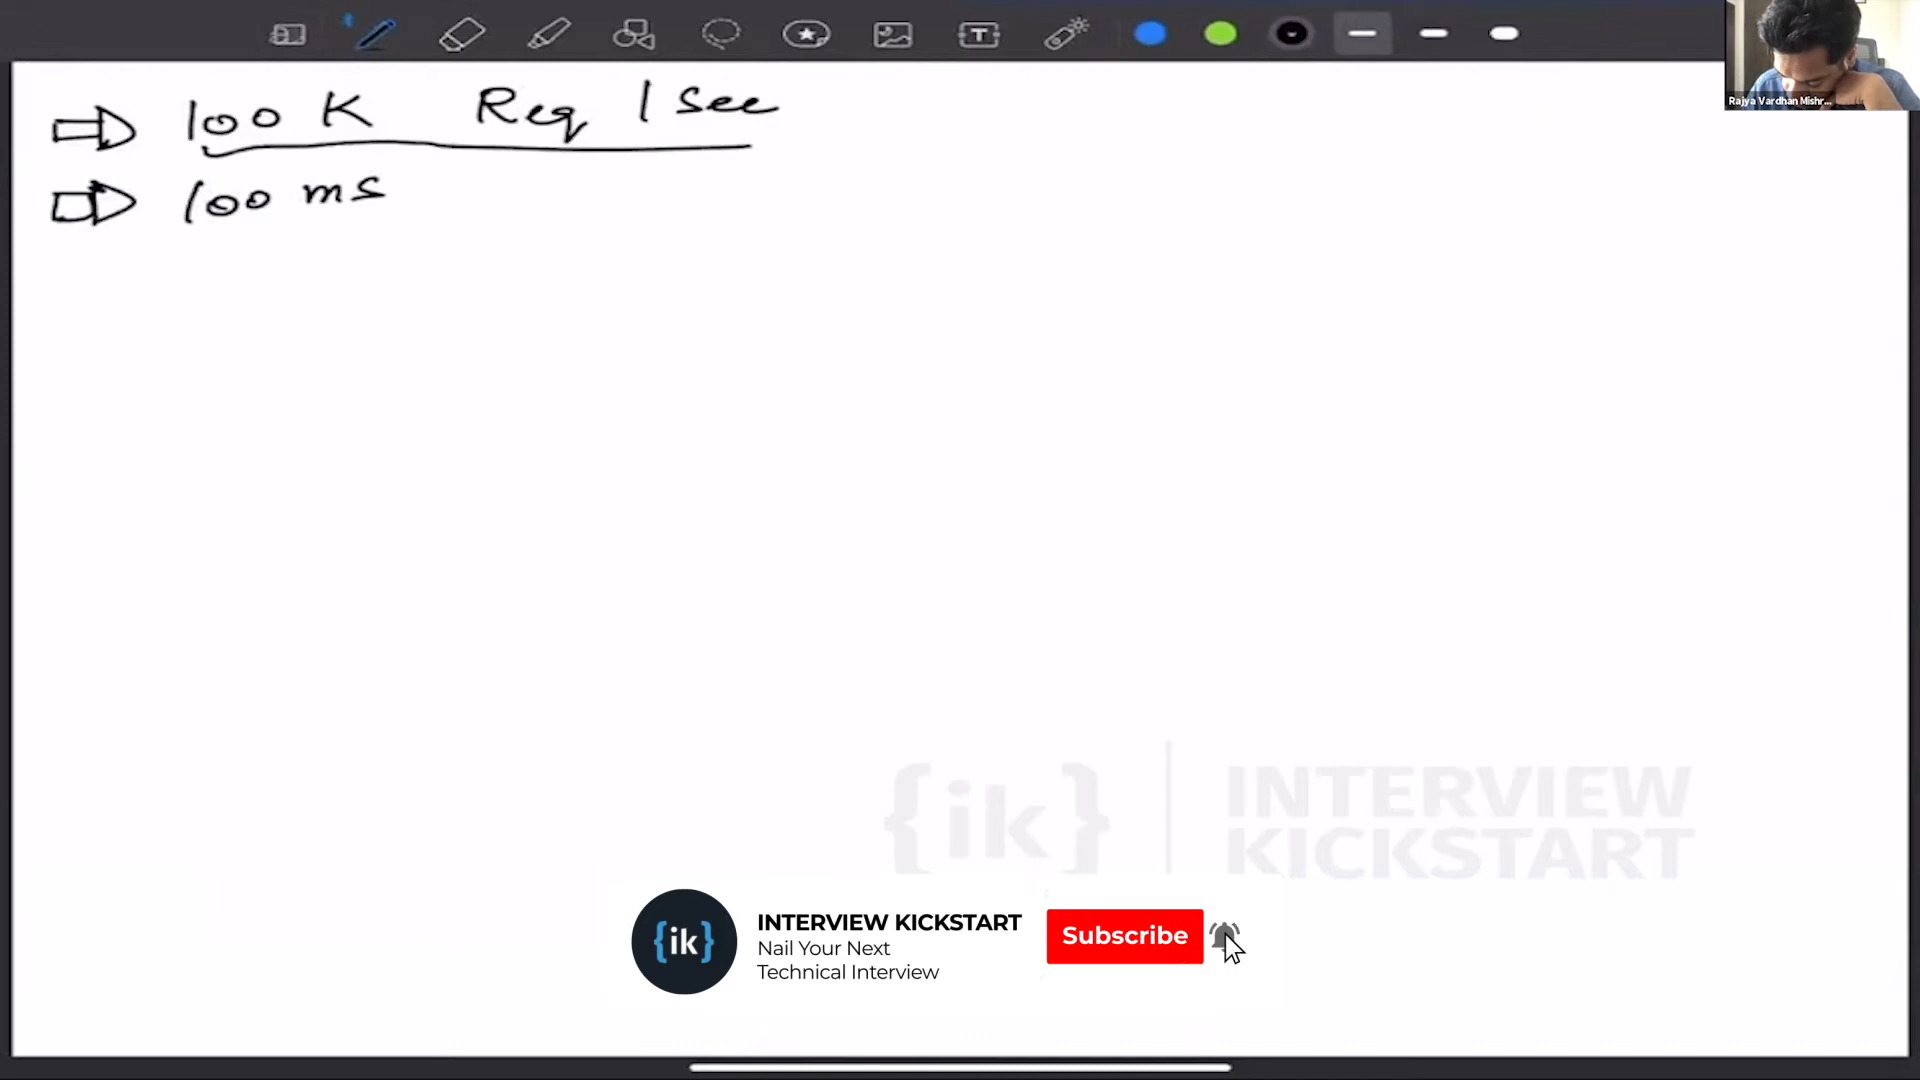 Rajya Vardhan Mishr...
⇒ 100 K Req / Sec
⇒ 100 ms
{ik} | INTERVIEW
KICKSTART
{ik}
INTERVIEW KICKSTART
Nail Your Next
Technical Interview
Subscribe